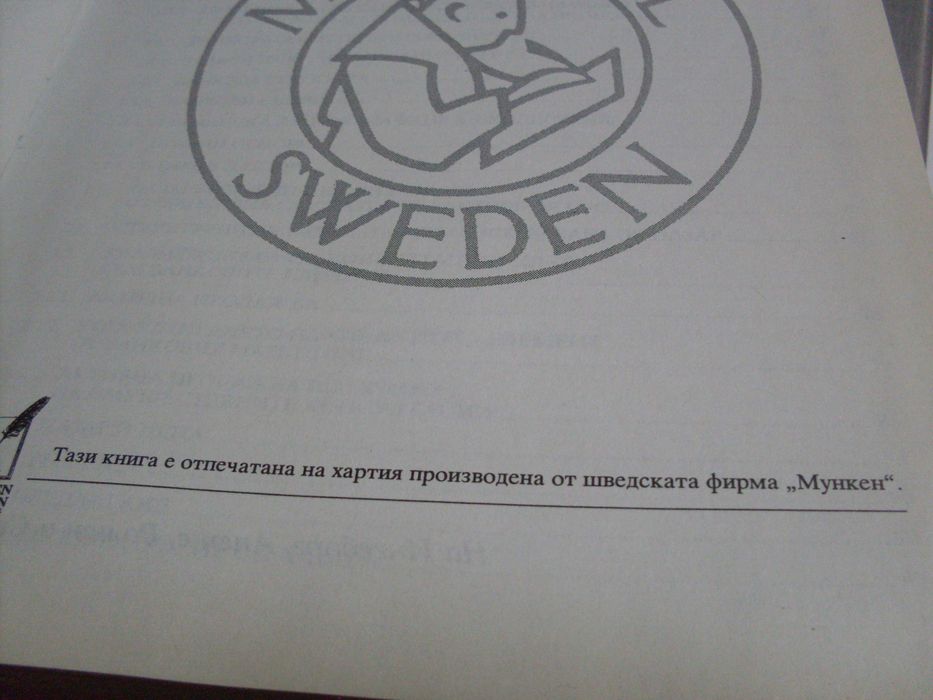 SWEDEN
Тази книга е отпечатана на хартия произведена от шведската фирма „Мункен“.